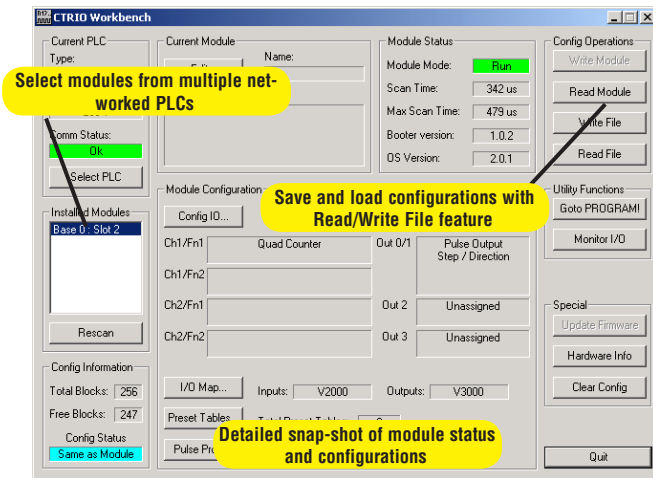 CTRIO Workbench
Current PLC
Type:
Comm Status:
Ok
Select PLC
Installed Modules
Base 0 : Slot 2
Rescan
Config Information
Total Blocks: 256
Free Blocks: 247
Config Status
Same as Module
Current Module
Name:
Select modules from multiple net-
worked PLCs
Module Status
Module Mode: Run
Scan Time: 342 us
Max Scan Time: 479 us
Booter version: 1.0.2
OS Version: 2.0.1
Module Configuration
Config IO...
Save and load configurations with
Read/Write File feature
Ch1/Fn1 Quad Counter Out 0/1 Pulse Output
Step / Direction
Ch1/Fn2
Ch2/Fn1 Out 2 Unassigned
Ch2/Fn2 Out 3 Unassigned
I/O Map... Inputs: V2000 Outputs: V3000
Preset Tables
Detailed snap-shot of module status
and configurations
Config Operations
Write Module
Read Module
Write File
Read File
Utility Functions
Goto PROGRAM!
Monitor I/O
Special
Update Firmware
Hardware Info
Clear Config
Quit